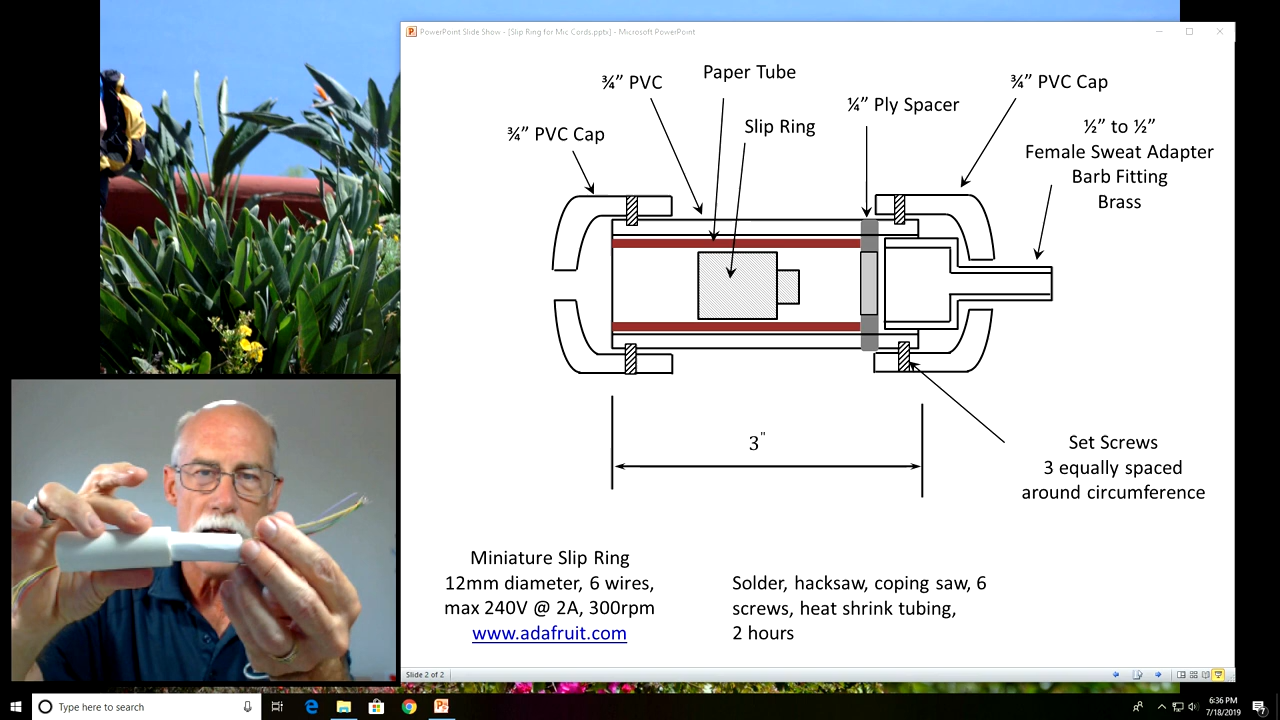 PowerPoint Slide Show - [Slip Ring for Mic Cords.pptx] - Microsoft PowerPoint
¾” PVC
Paper Tube
¾” PVC Cap
¼” Ply Spacer
Slip Ring
¾” PVC Cap
½” to ½”
Female Sweat Adapter
Barb Fitting
Brass
3"
Set Screws
3 equally spaced
around circumference
Miniature Slip Ring
12mm diameter, 6 wires,
max 240V @ 2A, 300rpm
www.adafruit.com
Solder, hacksaw, coping saw, 6
screws, heat shrink tubing,
2 hours
Slide 2 of 2
Type here to search
6:36 PM
7/18/2019
7